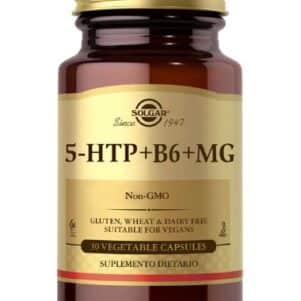 SOLGAR
Since 1947
5-HTP+B6+MG
Non-GMO
GLUTEN, WHEAT & DAIRY FREE
SUITABLE FOR VEGANS
30 VEGETABLE CAPSULES
SUPLEMENTO DIETARIO